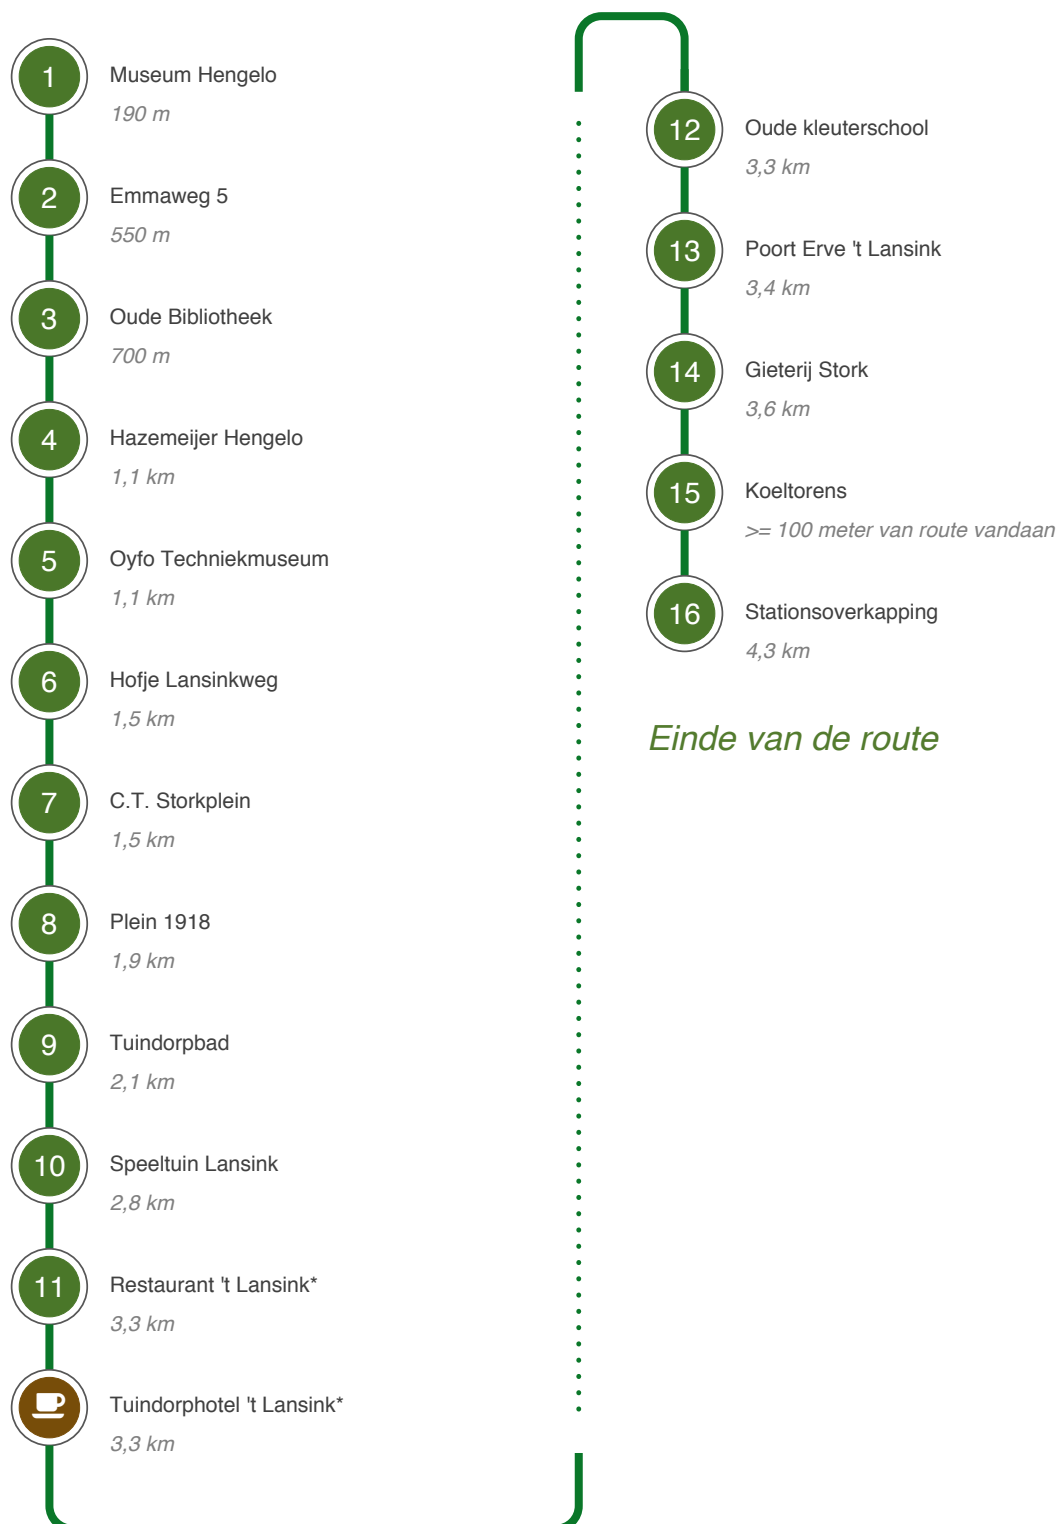 1
Museum Hengelo
190 m
2
Emmaweg 5
550 m
3
Oude Bibliotheek
700 m
4
Hazemeijer Hengelo
1,1 km
5
Oyfo Techniekmuseum
1,1 km
6
Hofje Lansinkweg
1,5 km
7
C.T. Storkplein
1,5 km
8
Plein 1918
1,9 km
9
Tuindorpbad
2,1 km
10
Speeltuin Lansink
2,8 km
11
Restaurant 't Lansink*
3,3 km
Tuindorphotel 't Lansink*
3,3 km
12
Oude kleuterschool
3,3 km
13
Poort Erve 't Lansink
3,4 km
14
Gieterij Stork
3,6 km
15
Koeltorens
>= 100 meter van route vandaan
16
Stationsoverkapping
4,3 km
Einde van de route